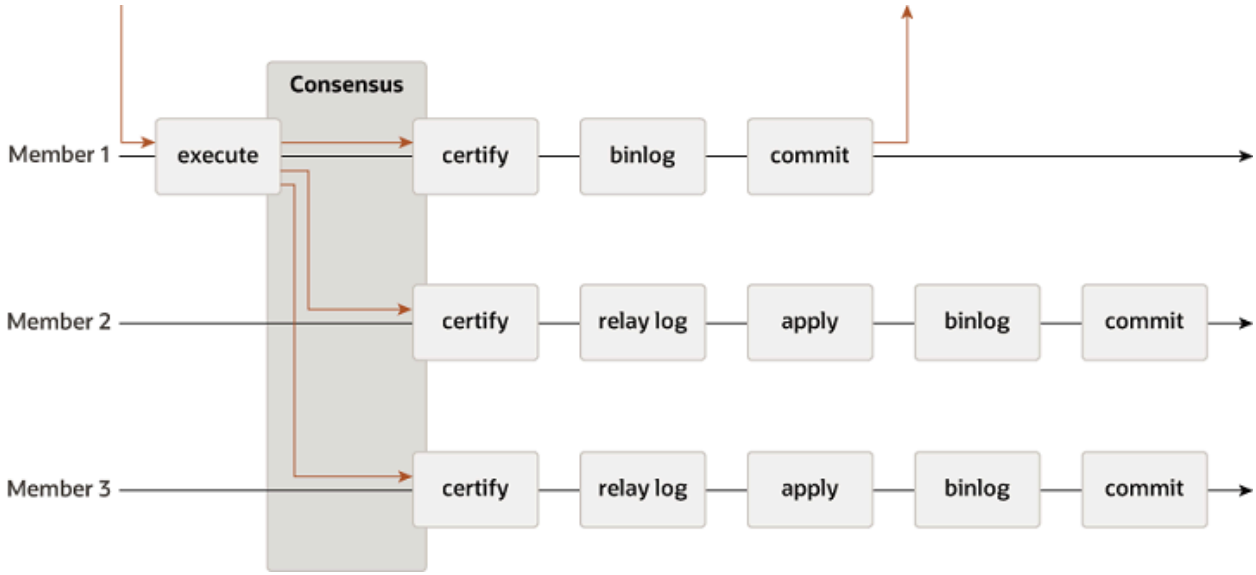 Consensus
Member 1 execute certify binlog commit
Member 2 certify relay log apply binlog commit
Member 3 certify relay log apply binlog commit